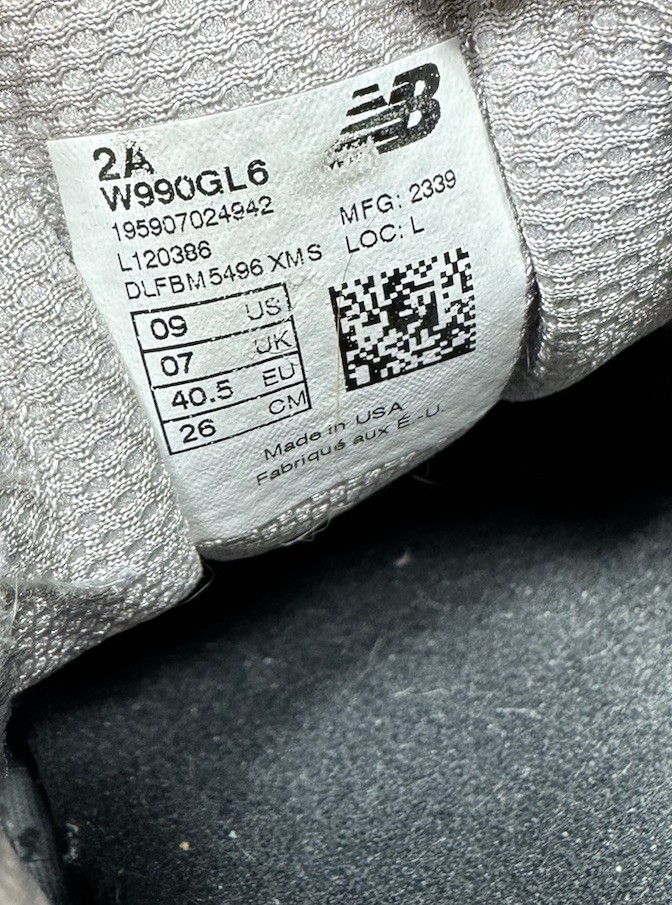 NB
2A
W990GL6
195907024942
L120386
DLFBM5496 XMS
MFG: 2339
LOC: L
09 US
07 UK
40.5 EU
26 CM
Made in USA
Fabriqué aux É.-U.